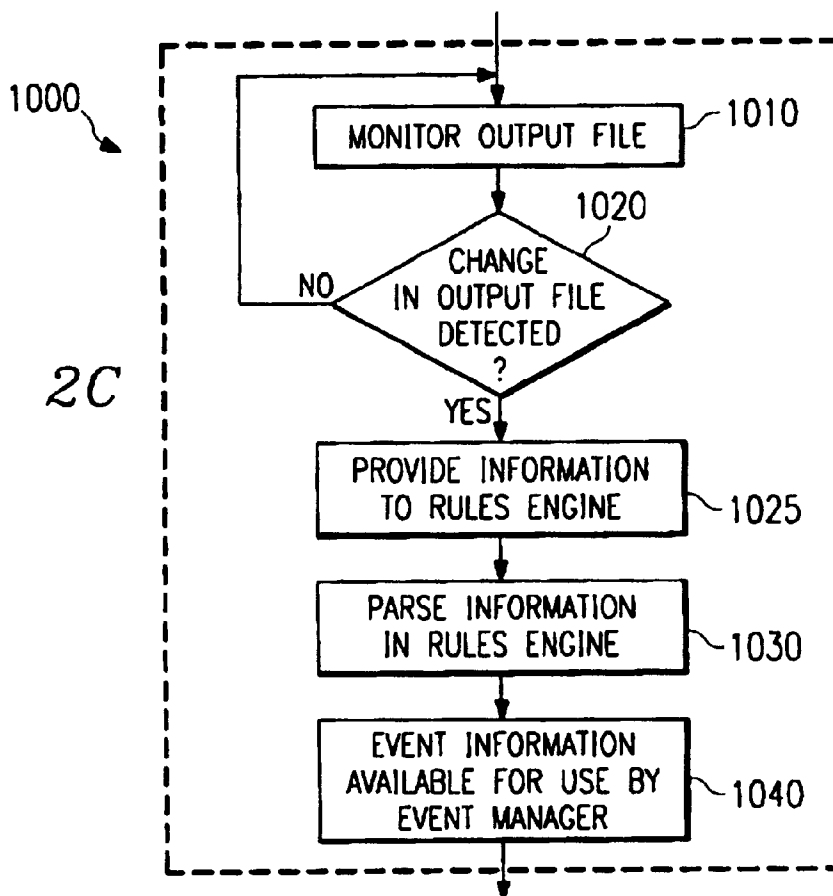 1000
MONITOR OUTPUT FILE
1010
1020
CHANGE
IN OUTPUT FILE
DETECTED
?
NO
2C
YES
PROVIDE INFORMATION
TO RULES ENGINE
1025
PARSE INFORMATION
IN RULES ENGINE
1030
EVENT INFORMATION
AVAILABLE FOR USE BY
EVENT MANAGER
1040